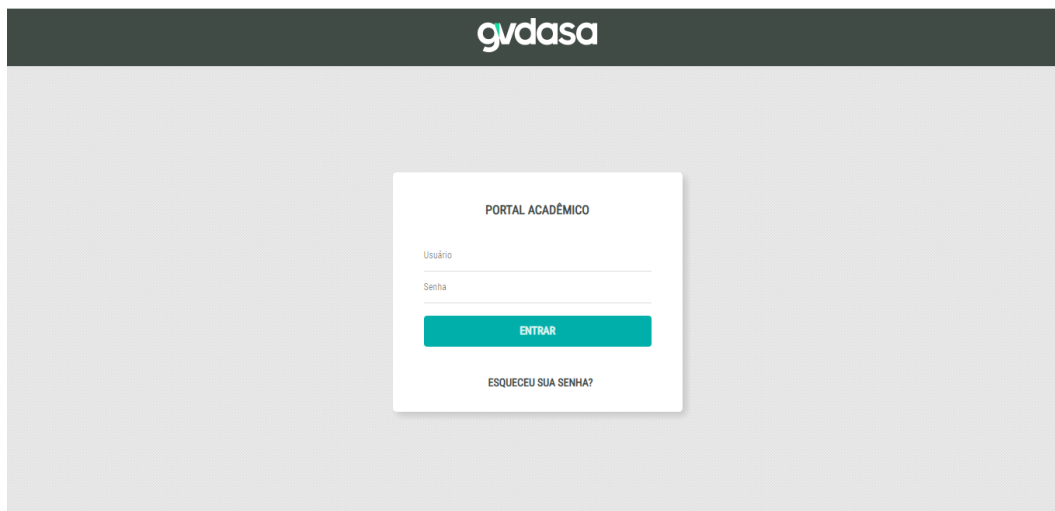 gvdasa
PORTAL ACADÊMICO
Usuário
Senha
ENTRAR
ESQUECEU SUA SENHA?